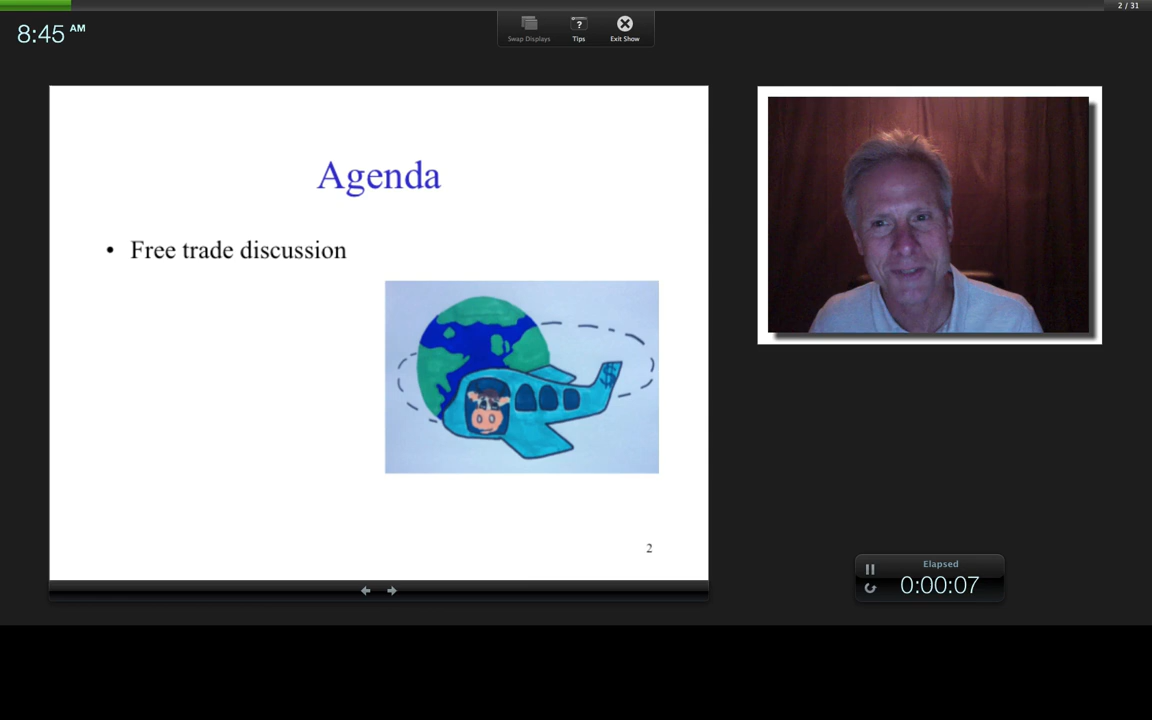 2 / 31
8:45 AM
Swap Displays
Tips
Exit Show
Agenda
• Free trade discussion
$
2
Elapsed
0:00:07